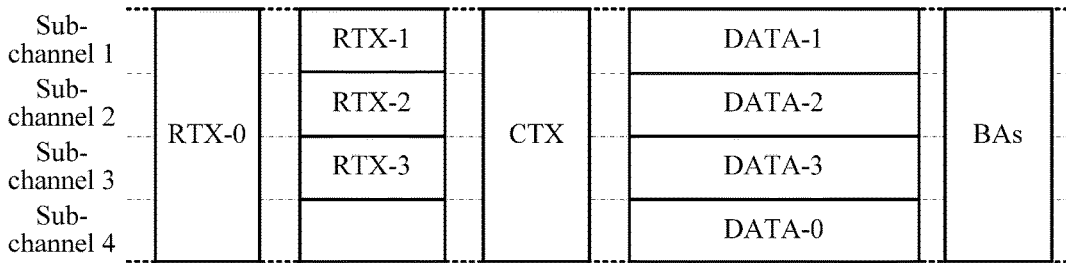 Sub-
channel 1
Sub-
channel 2
Sub-
channel 3
Sub-
channel 4
RTX-0
RTX-1
RTX-2
RTX-3
CTX
DATA-1
DATA-2
DATA-3
DATA-0
BAs